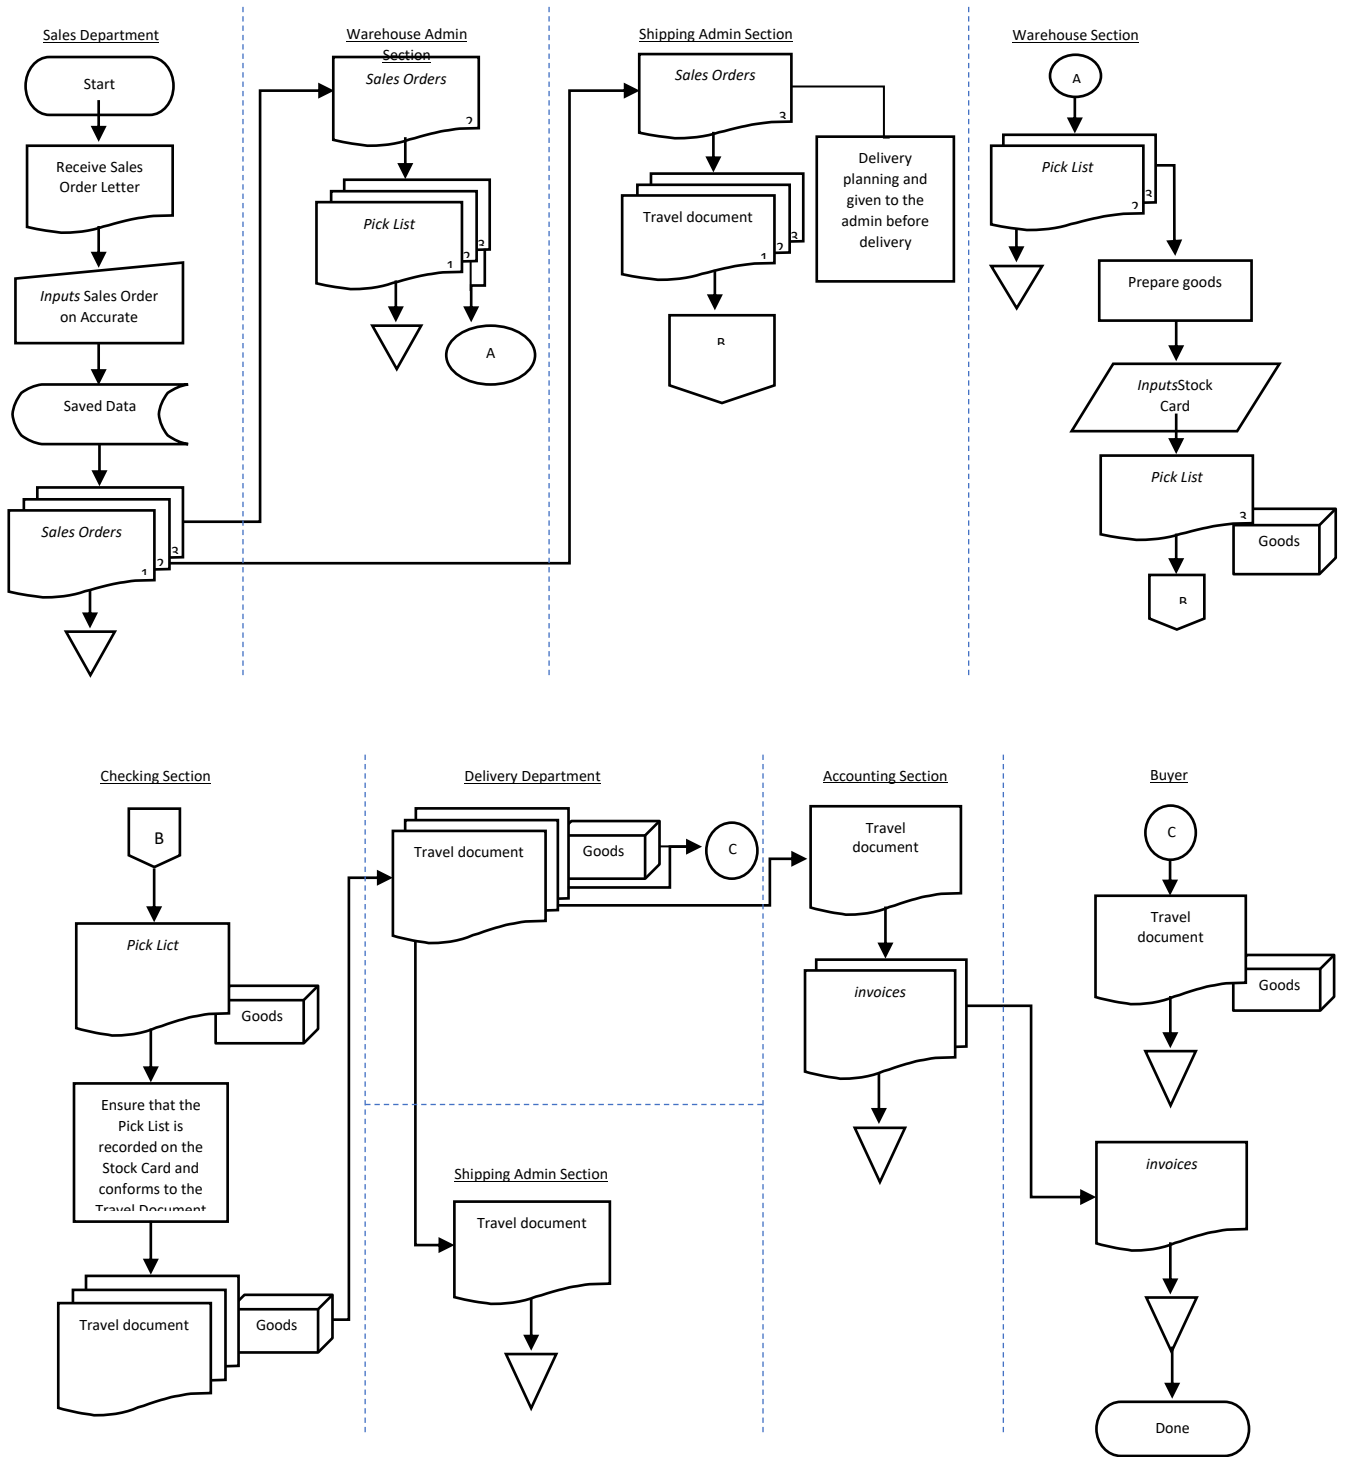 Sales Department
Start
Receive Sales
Order Letter
Inputs Sales Order
on Accurate
Saved Data
Sales Orders
1
2
3
Warehouse Admin
Section
Sales Orders
2
Pick List
1
2
3
A
Shipping Admin Section
Sales Orders
3
Travel document
1
2
3
B
Delivery
planning and
given to the
admin before
delivery
Warehouse Section
A
Pick List
2
3
Prepare goods
InputsStock
Card
Pick List
3
Goods
B
Checking Section
B
Pick Lict
Goods
Ensure that the
Pick List is
recorded on the
Stock Card and
conforms to the
Travel Document
Travel document
Goods
Delivery Department
Travel document
Goods
C
Shipping Admin Section
Travel document
Accounting Section
Travel
document
invoices
Buyer
C
Travel
document
Goods
invoices
Done